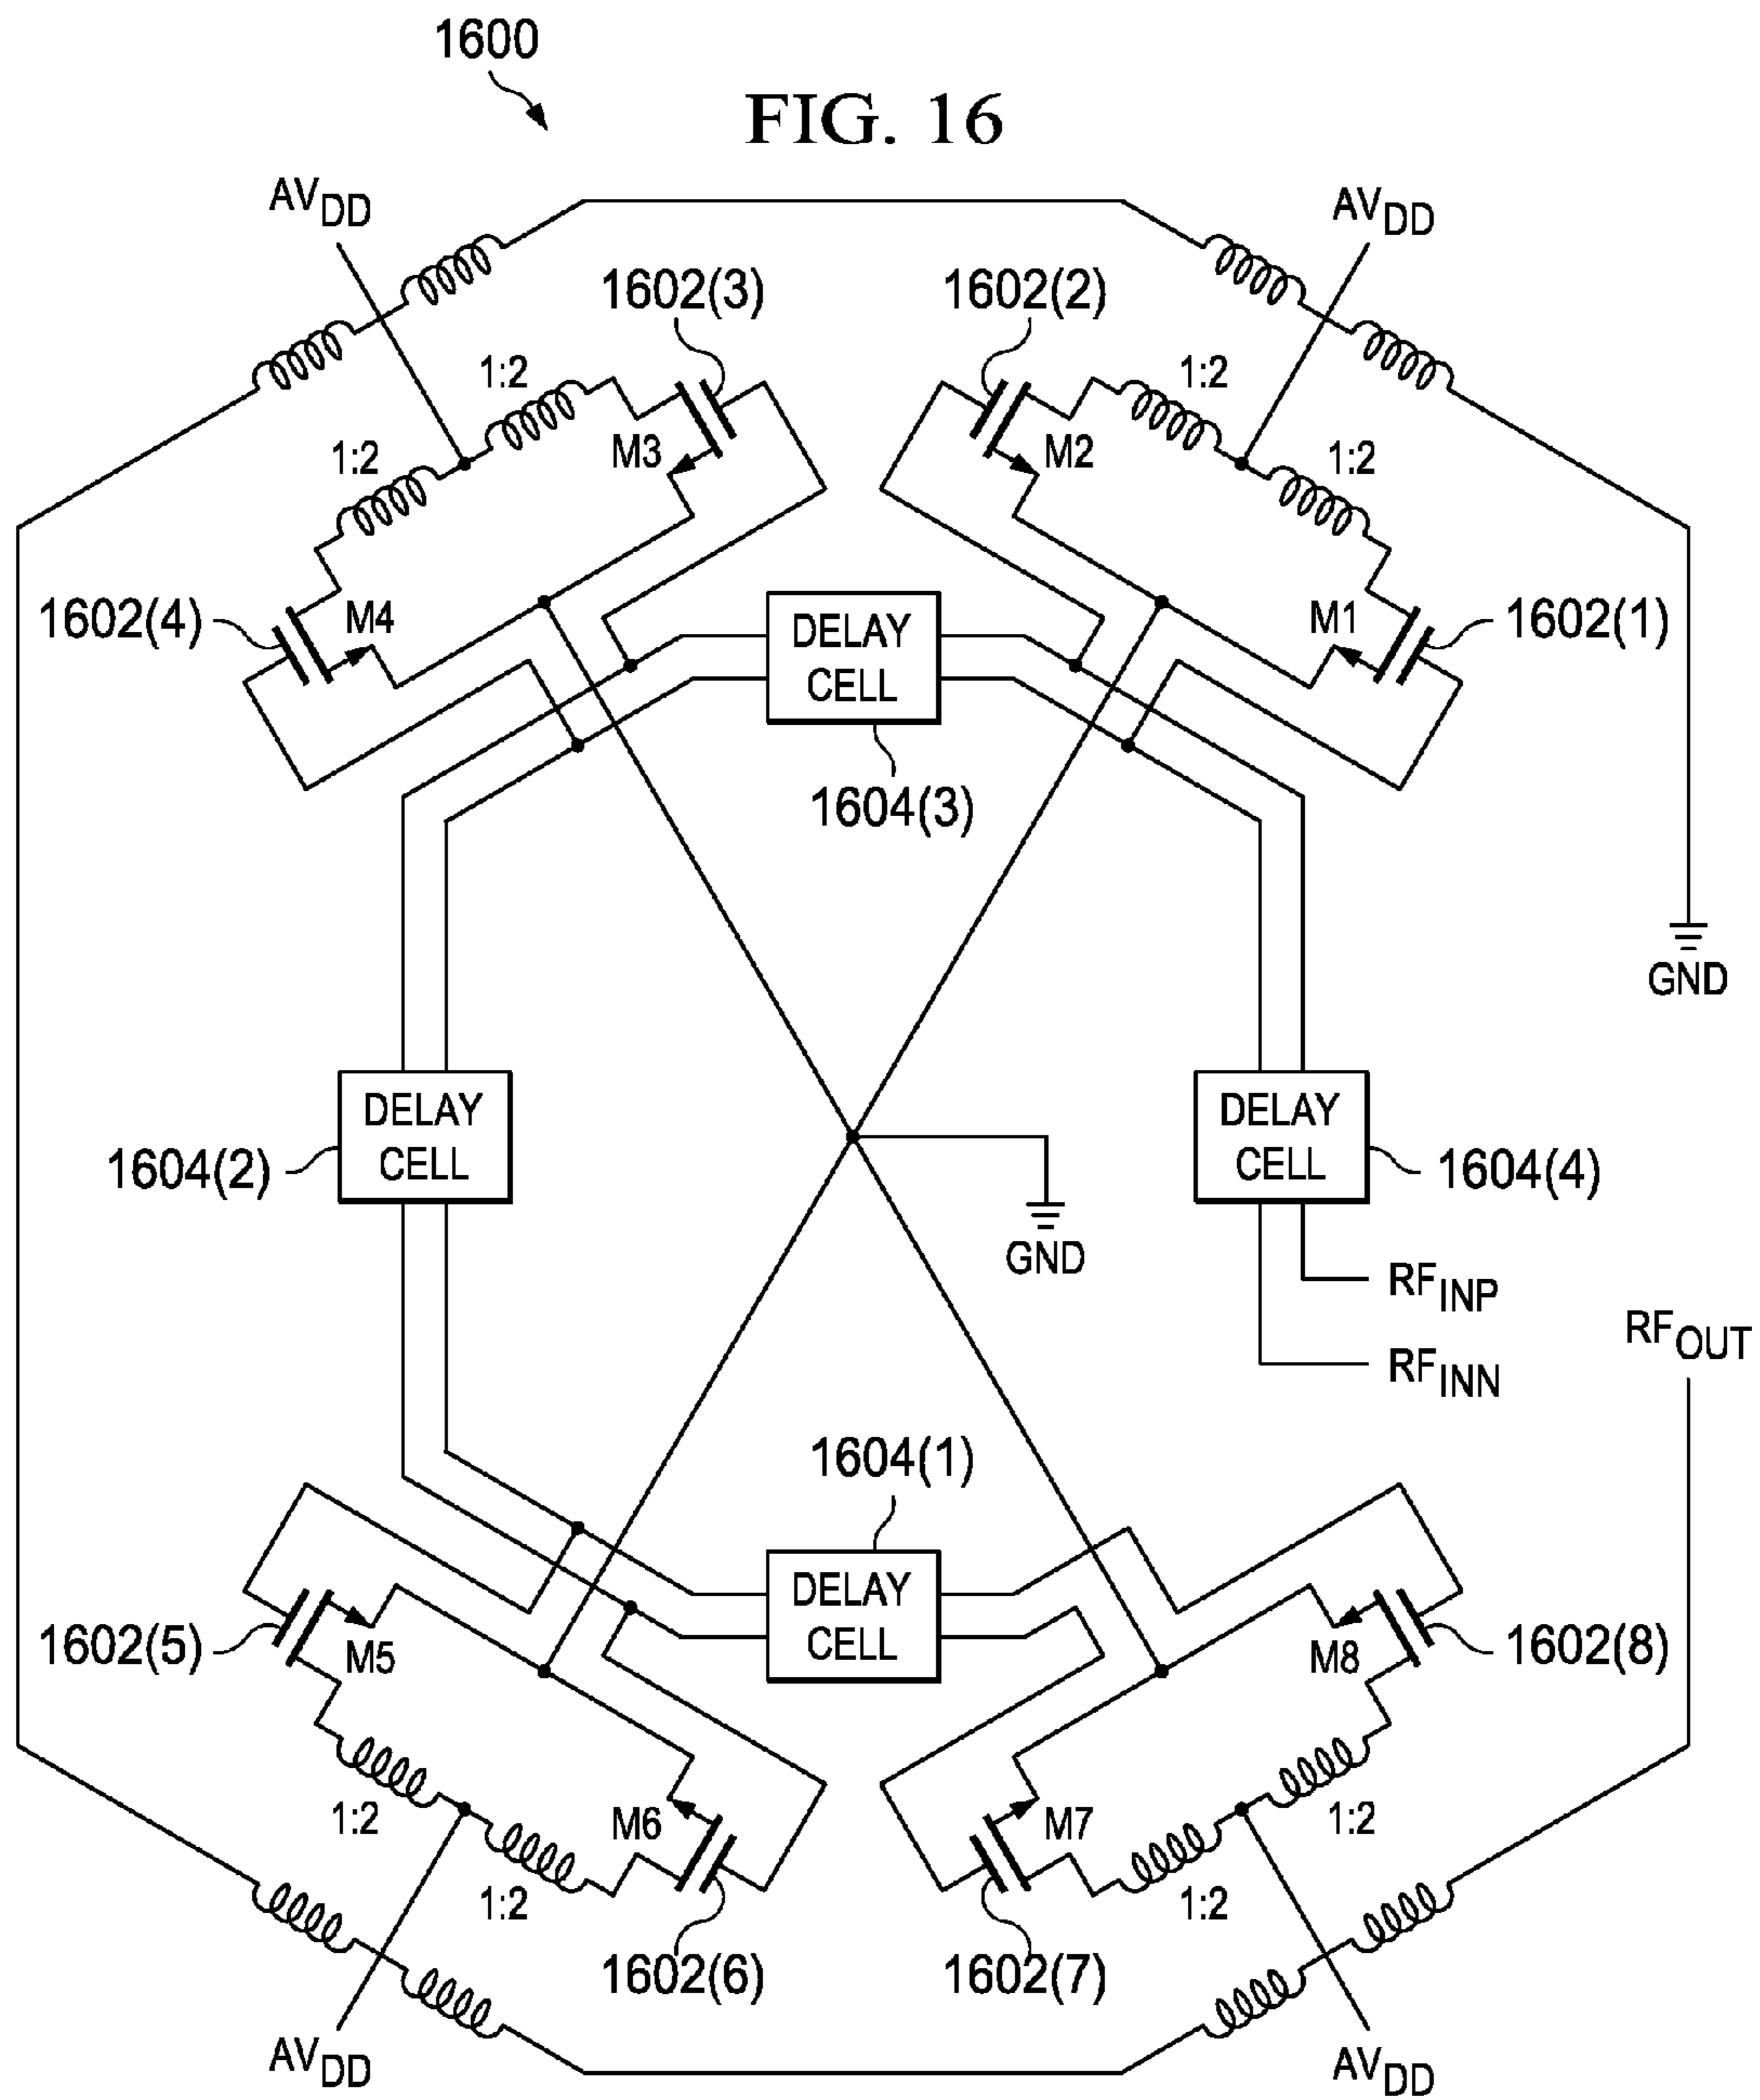 1600
FIG. 16
AVDD
AVDD
1602(3)
1602(2)
1:2
1:2
M3
M2
1:2
1:2
1602(4)
M4
DELAY
CELL
M1
1602(1)
1604(3)
GND
DELAY
CELL
DELAY
CELL
1604(2)
1604(4)
GND
RFINP
RFOUT
RFINN
1604(1)
DELAY
CELL
1602(5)
M5
M8
1602(8)
1:2
M6
M7
1:2
1:2
1:2
1602(6)
1602(7)
AVDD
AVDD